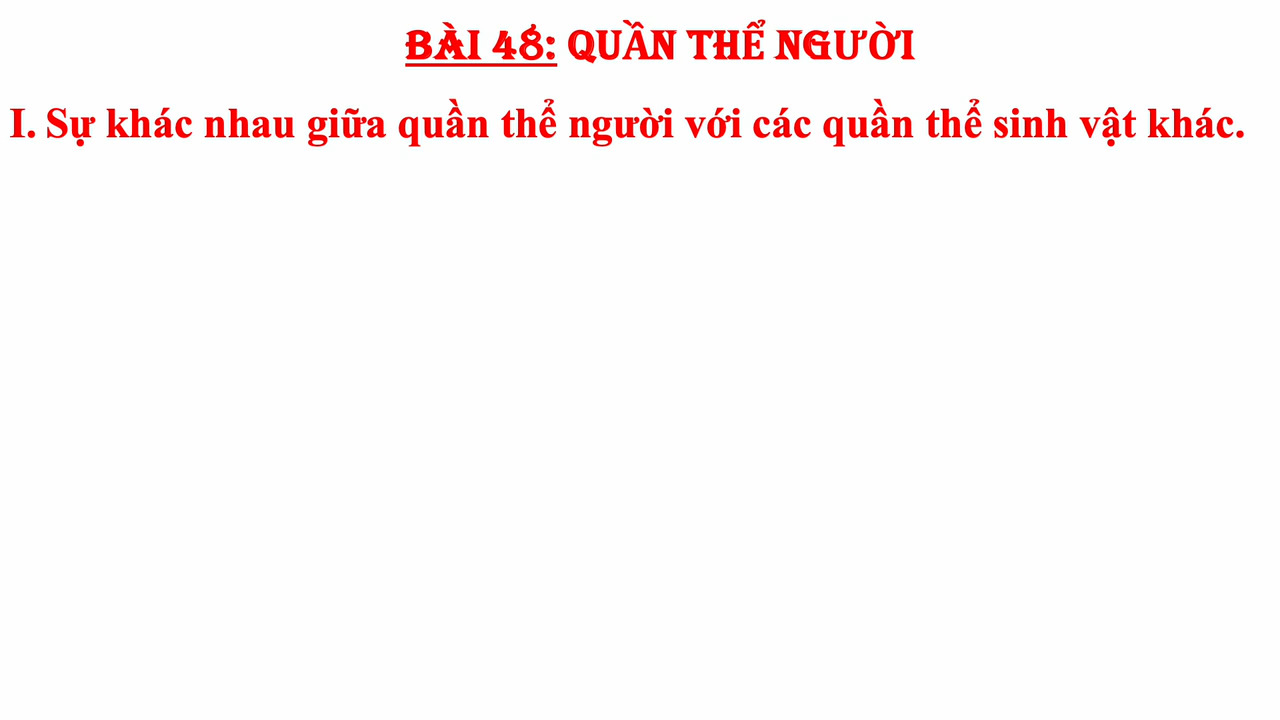 BÀI 48: QUẦN THỂ NGƯỜI
I. Sự khác nhau giữa quần thể người với các quần thể sinh vật khác.